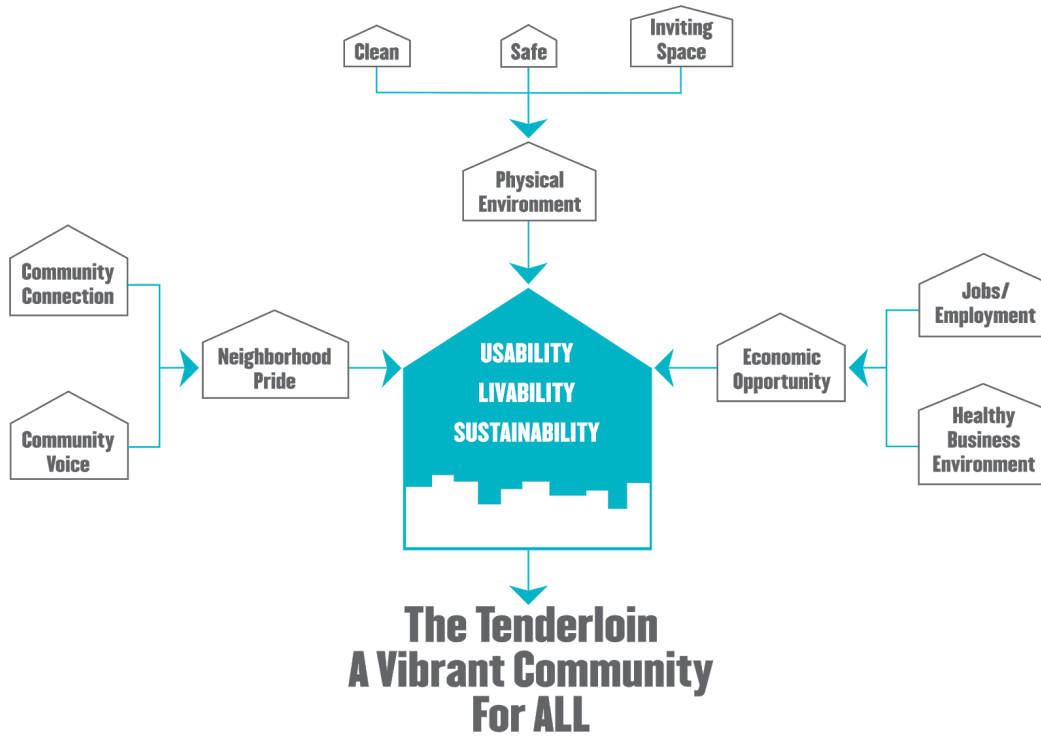 Clean
Safe
Inviting
Space
Physical
Environment
Community
Connection
Community
Voice
Neighborhood
Pride
USABILITY
LIVABILITY
SUSTAINABILITY
Economic
Opportunity
Jobs/
Employment
Healthy
Business
Environment
The Tenderloin
A Vibrant Community
For ALL